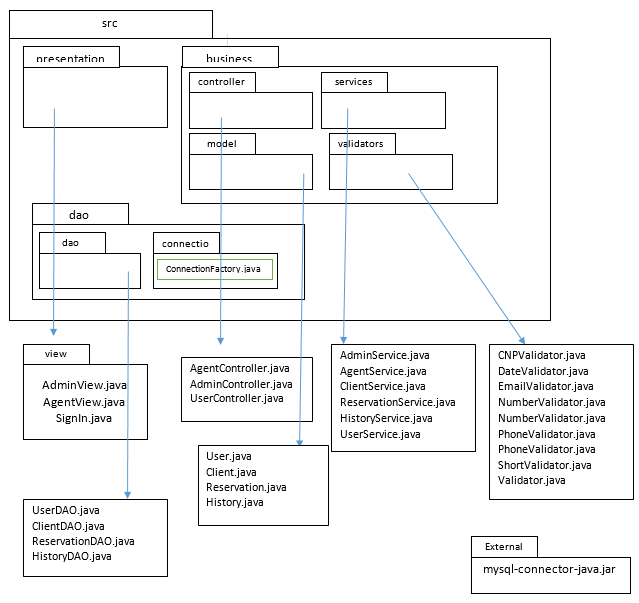 src
presentation
business
controller
services
model
validators
dao
dao
connectio
ConnectionFactory.java
view
AdminView.java
AgentView.java
SignIn.java
AgentController.java
AdminController.java
UserController.java
AdminService.java
AgentService.java
ClientService.java
ReservationService.java
HistoryService.java
UserService.java
CNPValidator.java
DateValidator.java
EmailValidator.java
NumberValidator.java
NumberValidator.java
PhoneValidator.java
PhoneValidator.java
ShortValidator.java
Validator.java
User.java
Client.java
Reservation.java
History.java
UserDAO.java
ClientDAO.java
ReservationDAO.java
HistoryDAO.java
External
mysql-connector-java.jar